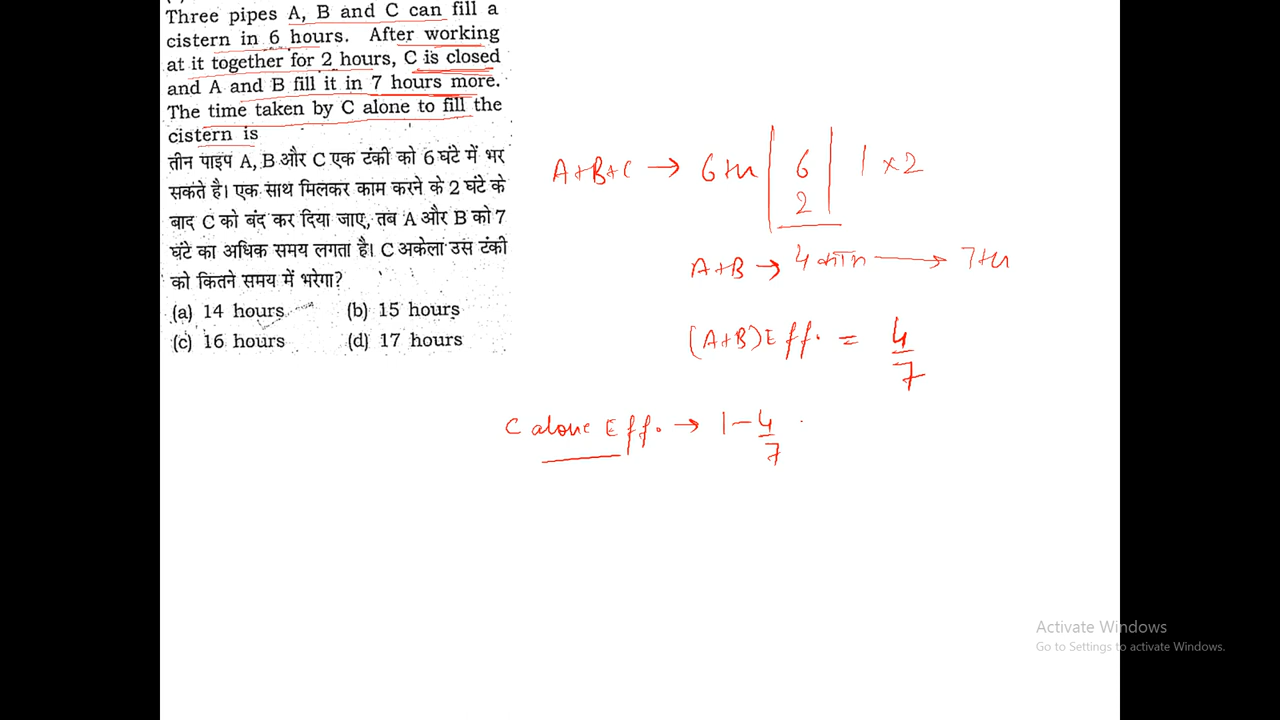 Three pipes A, B and C can fill a
cistern in 6 hours. After working
at it together for 2 hours, C is closed
and A and B fill it in 7 hours more.
The time taken by C alone to fill the
cistern is
तीन पाइप A, B और C एक टंकी को 6 घंटे में भर
सकते है। एक साथ मिलकर काम करने के 2 घंटे के
बाद C को बंद कर दिया जाए, तब A और B को 7
घंटे का अधिक समय लगता है। C अकेला उस टंकी
को कितने समय में भरेगा?
(a) 14 hours (b) 15 hours
(c) 16 hours (d) 17 hours
A+B+C → 6 Hr | 6 | 1 × 2
2
A+B → 4 काम → 7 Hr
(A+B) Eff. = 4/7
C alone Eff. → 1 - 4/7
Activate Windows
Go to Settings to activate Windows.